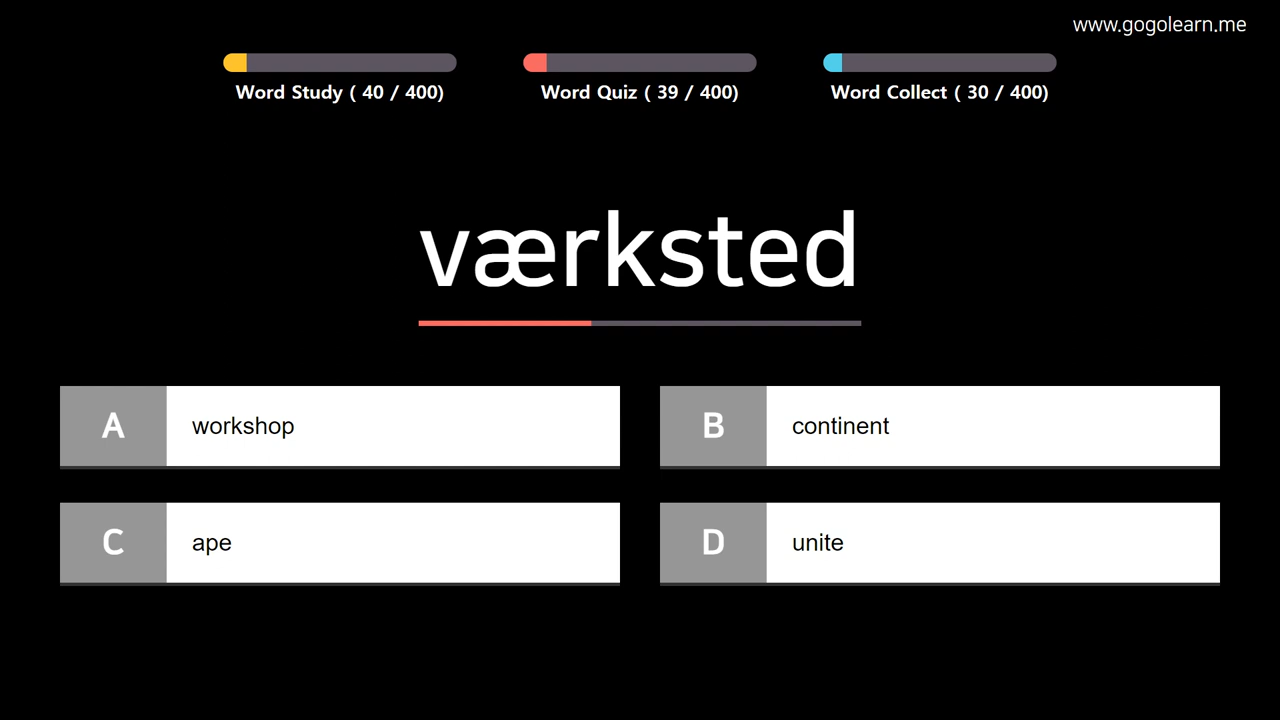 www.gogolearn.me
Word Study ( 40 / 400)
Word Quiz ( 39 / 400)
Word Collect ( 30 / 400)
værksted
A workshop
B continent
C ape
D unite